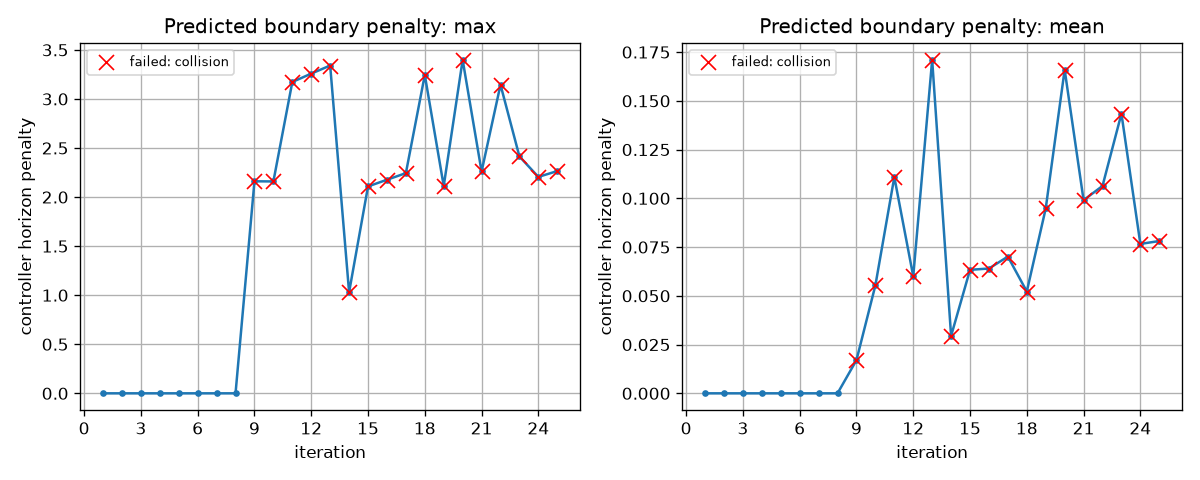 Predicted boundary penalty: max
failed: collision
controller horizon penalty
3.5
3.0
2.5
2.0
1.5
1.0
0.5
0.0
0 3 6 9 12 15 18 21 24
iteration
Predicted boundary penalty: mean
failed: collision
controller horizon penalty
0.175
0.150
0.125
0.100
0.075
0.050
0.025
0.000
0 3 6 9 12 15 18 21 24
iteration